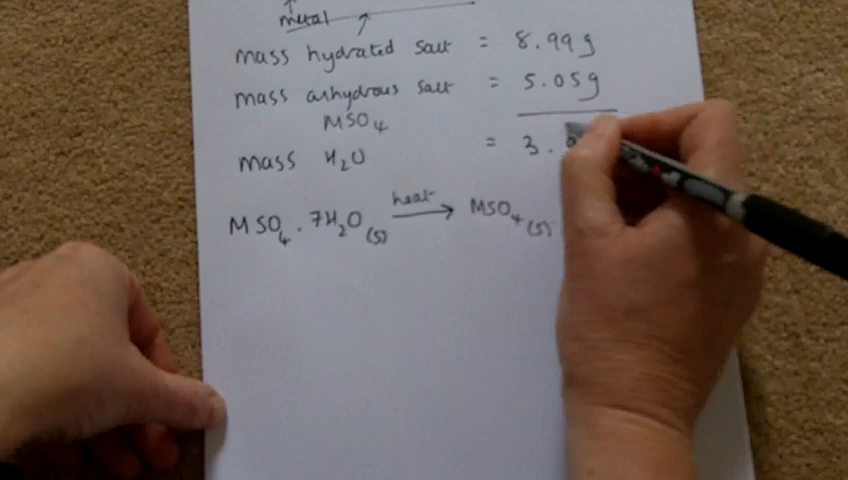 metal
mass hydrated salt = 8.99g
mass anhydrous salt = 5.05g
MSO₄
mass H₂O = 3.
MSO₄ . 7H₂O (s) heat → MSO₄ (s)